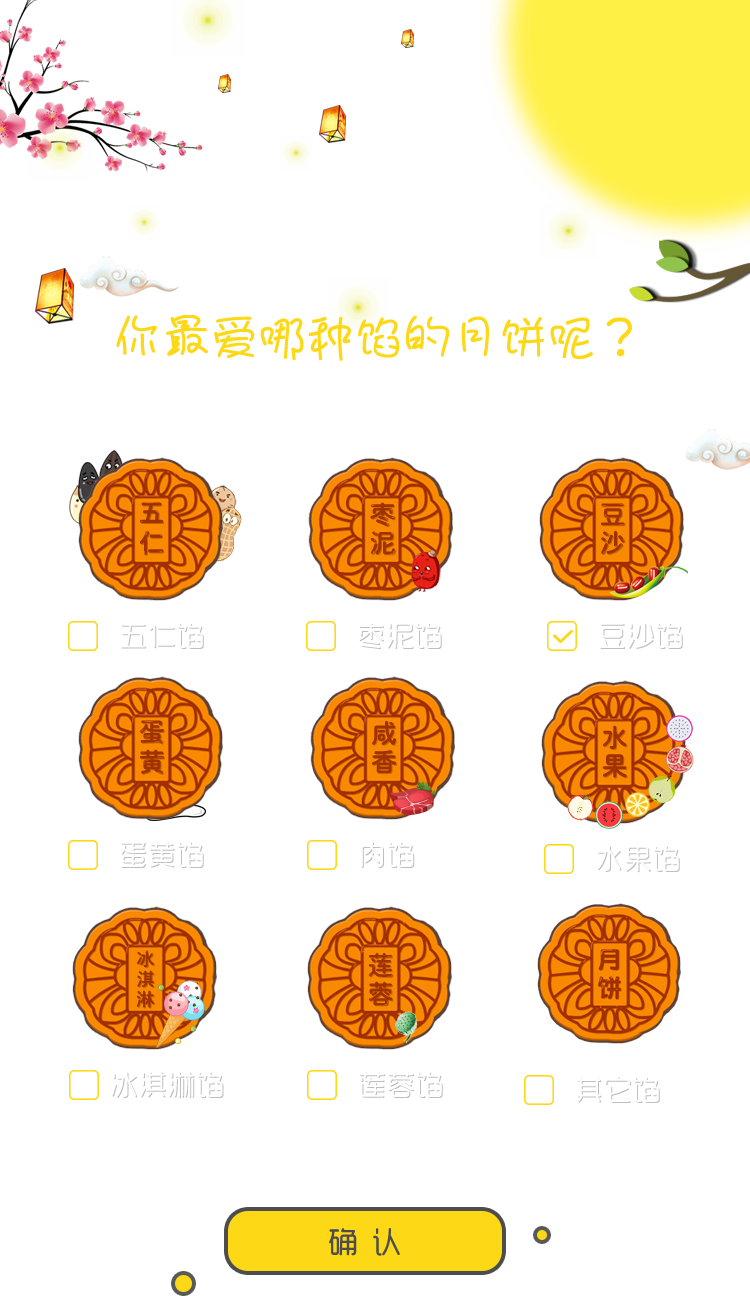 你最爱哪种馅的月饼呢？
五仁
枣泥
豆沙
五仁馅
枣泥馅
豆沙馅
蛋黄
咸香
水果
蛋黄馅
肉馅
水果馅
冰淇淋
莲蓉
月饼
冰淇淋馅
莲蓉馅
其它馅
确认